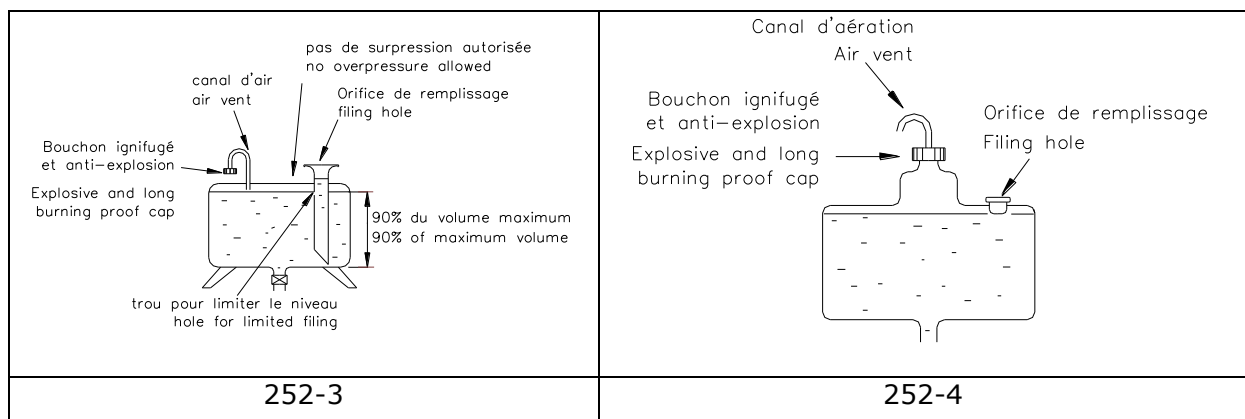 pas de surpression autorisée
no overpressure allowed
canal d'air
air vent
Orifice de remplissage
filing hole
Bouchon ignifugé
et anti-explosion
Explosive and long
burning proof cap
90% du volume maximum
90% of maximum volume
trou pour limiter le niveau
hole for limited filing
252-3
Canal d'aération
Air vent
Bouchon ignifugé
et anti-explosion
Explosive and long
burning proof cap
Orifice de remplissage
Filing hole
252-4